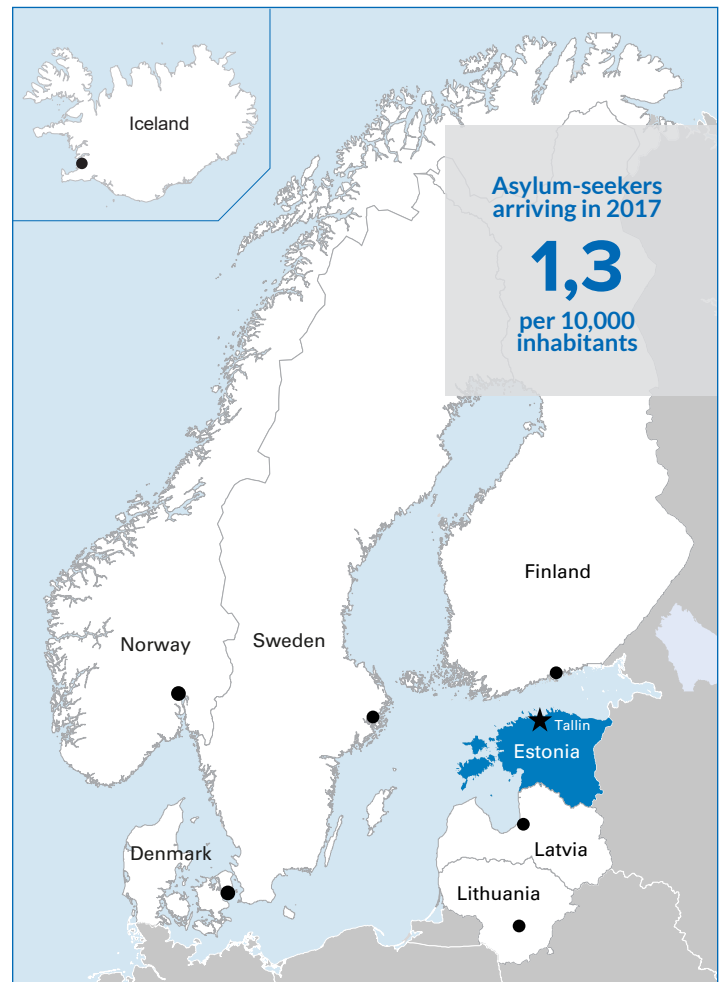 Iceland
Asylum-seekers
arriving in 2017
1,3
per 10,000
inhabitants
Finland
Norway
Sweden
Tallin
Estonia
Denmark
Latvia
Lithuania